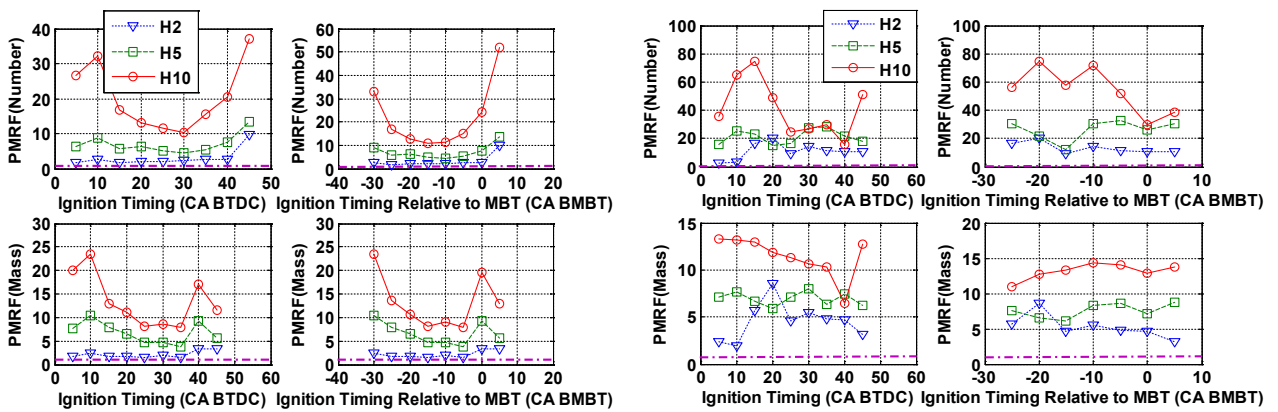 H2
H5
H10
PMRF(Number)
40
30
20
10
0
0 10 20 30 40 50 60
Ignition Timing (CA BTDC)
PMRF(Number)
60
50
40
30
20
10
0
-40 -30 -20 -10 0 10 20
Ignition Timing Relative to MBT (CA BMBT)
H2
H5
H10
PMRF(Number)
100
80
60
40
20
0
0 10 20 30 40 50
Ignition Timing (CA BTDC)
PMRF(Number)
100
80
60
40
20
0
-30 -20 -10 0 10
Ignition Timing Relative to MBT (CA BMBT)
PMRF(Mass)
30
25
20
15
10
5
0
0 10 20 30 40 50 60
Ignition Timing (CA BTDC)
PMRF(Mass)
30
25
20
15
10
5
0
-40 -30 -20 -10 0 10 20
Ignition Timing Relative to MBT (CA BMBT)
PMRF(Mass)
15
10
5
0
0 10 20 30 40 50
Ignition Timing (CA BTDC)
PMRF(Mass)
20
15
10
5
0
-30 -20 -10 0 10
Ignition Timing Relative to MBT (CA BMBT)